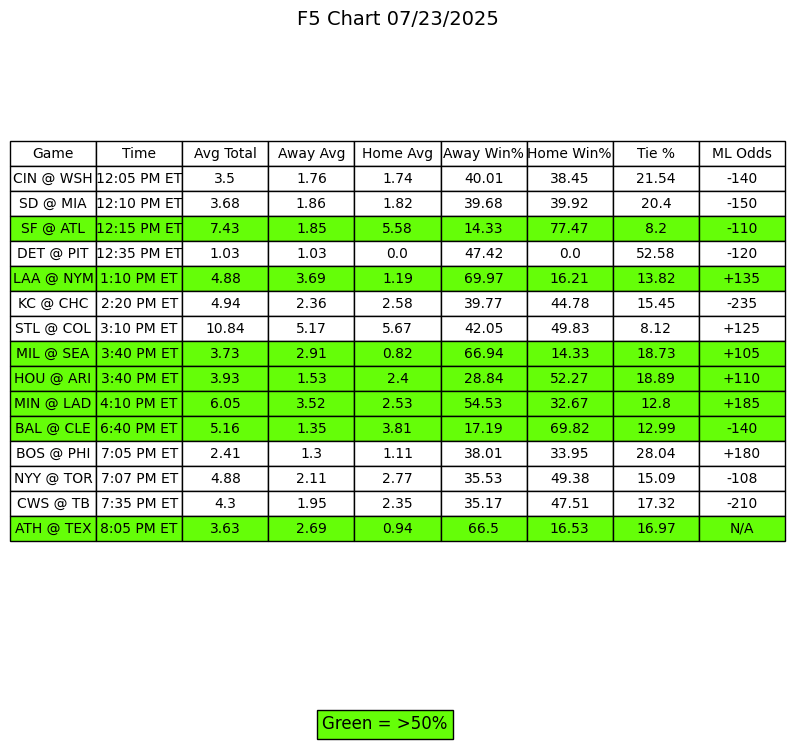 F5 Chart 07/23/2025
Game Time Avg Total Away Avg Home Avg Away Win% Home Win% Tie % ML Odds
CIN @ WSH 12:05 PM ET 3.5 1.76 1.74 40.01 38.45 21.54 -140
SD @ MIA 12:10 PM ET 3.68 1.86 1.82 39.68 39.92 20.4 -150
SF @ ATL 12:15 PM ET 7.43 1.85 5.58 14.33 77.47 8.2 -110
DET @ PIT 12:35 PM ET 1.03 1.03 0.0 47.42 0.0 52.58 -120
LAA @ NYM 1:10 PM ET 4.88 3.69 1.19 69.97 16.21 13.82 +135
KC @ CHC 2:20 PM ET 4.94 2.36 2.58 39.77 44.78 15.45 -235
STL @ COL 3:10 PM ET 10.84 5.17 5.67 42.05 49.83 8.12 +125
MIL @ SEA 3:40 PM ET 3.73 2.91 0.82 66.94 14.33 18.73 +105
HOU @ ARI 3:40 PM ET 3.93 1.53 2.4 28.84 52.27 18.89 +110
MIN @ LAD 4:10 PM ET 6.05 3.52 2.53 54.53 32.67 12.8 +185
BAL @ CLE 6:40 PM ET 5.16 1.35 3.81 17.19 69.82 12.99 -140
BOS @ PHI 7:05 PM ET 2.41 1.3 1.11 38.01 33.95 28.04 +180
NYY @ TOR 7:07 PM ET 4.88 2.11 2.77 35.53 49.38 15.09 -108
CWS @ TB 7:35 PM ET 4.3 1.95 2.35 35.17 47.51 17.32 -210
ATH @ TEX 8:05 PM ET 3.63 2.69 0.94 66.5 16.53 16.97 N/A
Green = >50%